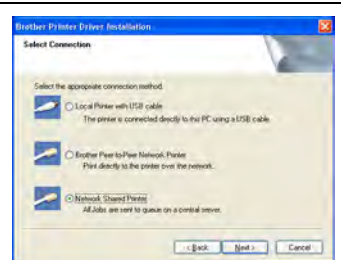 Brother Printer Driver Installation
Select Connection
Select the appropriate connection method.
Local Printer with USB cable
The printer is connected directly to this PC using a USB cable.
Brother Peer-to-Peer Network Printer
Print directly to the printer over the network.
Network Shared Printer
All Jobs are sent to queue on a central server.
< Back Next > Cancel